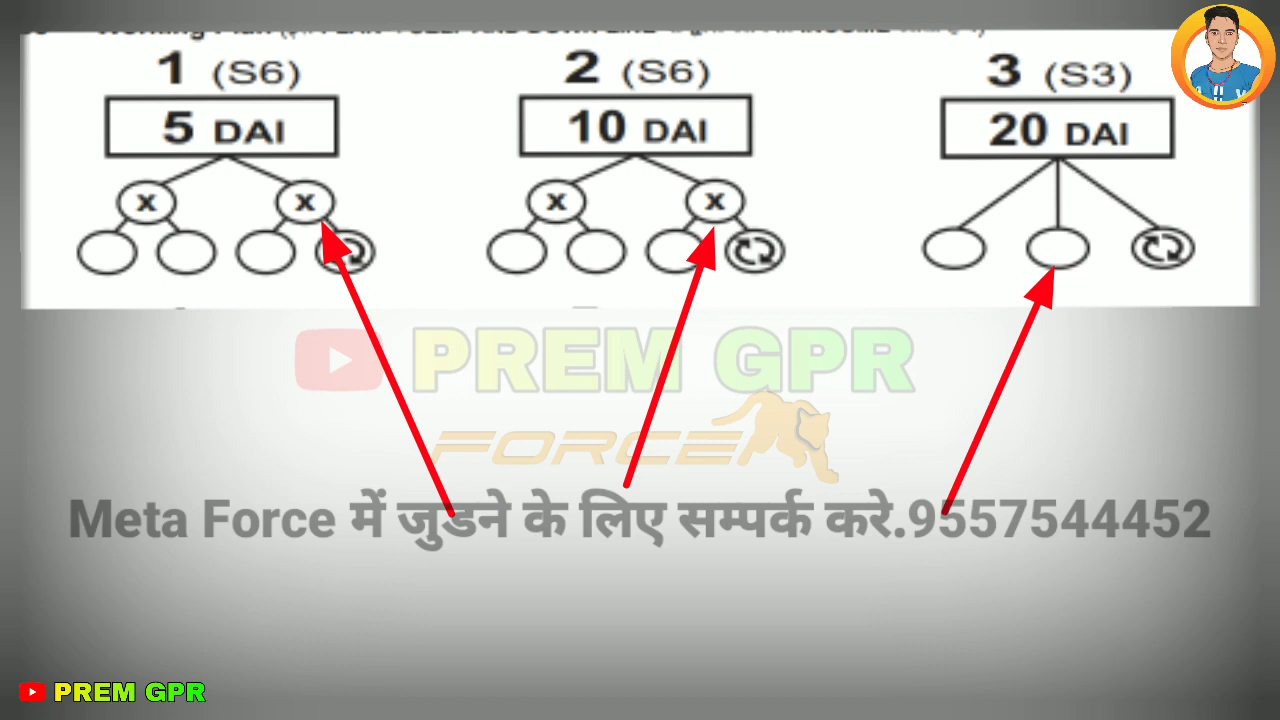 1 (S6) 2 (S6) 3 (S3)
5 DAI 10 DAI 20 DAI
x x x x
PREM GPR
FORCE
Meta Force में जुडने के लिए सम्पर्क करे.9557544452
PREM GPR